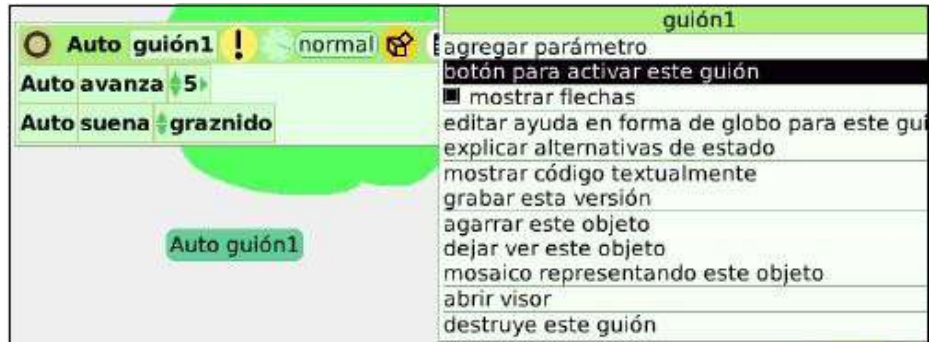 Auto guión1 ! normal
Auto avanza 5
Auto suena graznido
Auto guión1
guión1
agregar parámetro
botón para activar este guión
mostrar flechas
editar ayuda en forma de globo para este gui
explicar alternativas de estado
mostrar código textualmente
grabar esta versión
agarrar este objeto
dejar ver este objeto
mosaico representando este objeto
abrir visor
destruye este guión